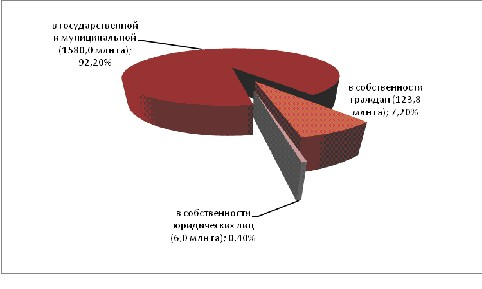 в государственной
и муниципальной
(1580,0 млн га);
92,20%
в собственности
граждан (123,8
млн га); 7,20%
в собственности
юридических лиц
(6,0 млн га); 0.40%